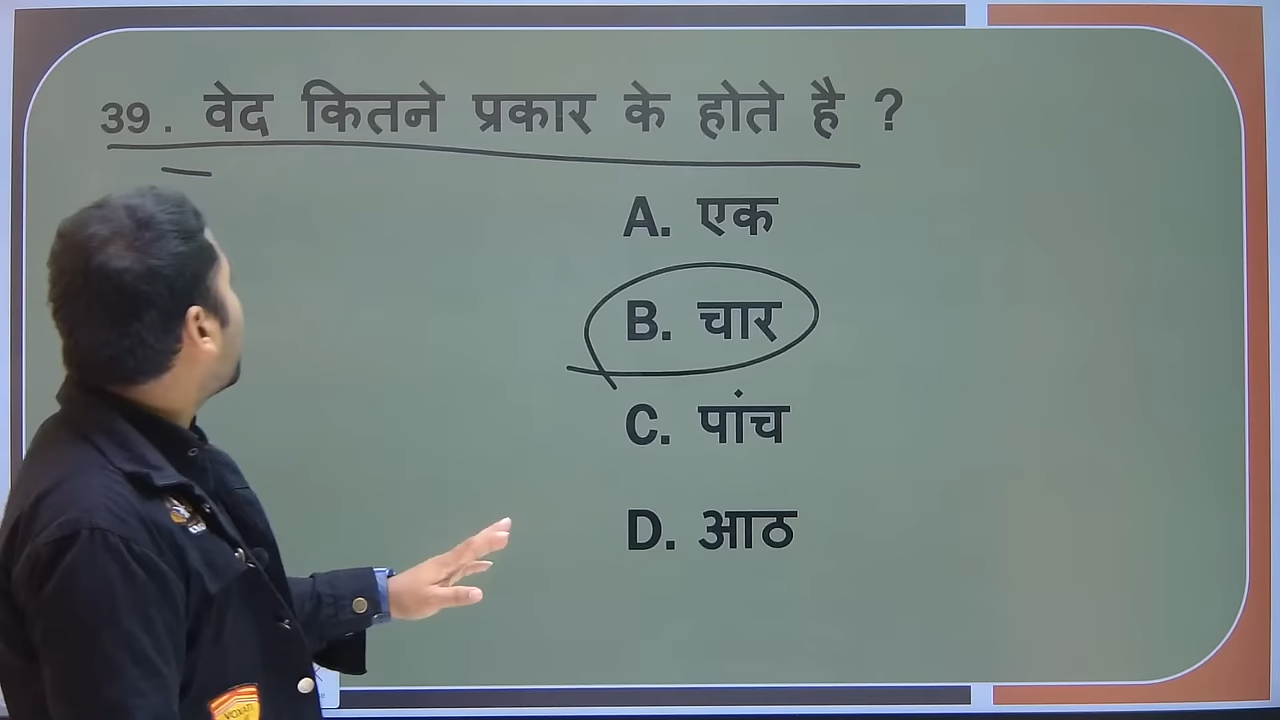 39 . वेद कितने प्रकार के होते है ?
A. एक
B. चार
C. पांच
D. आठ